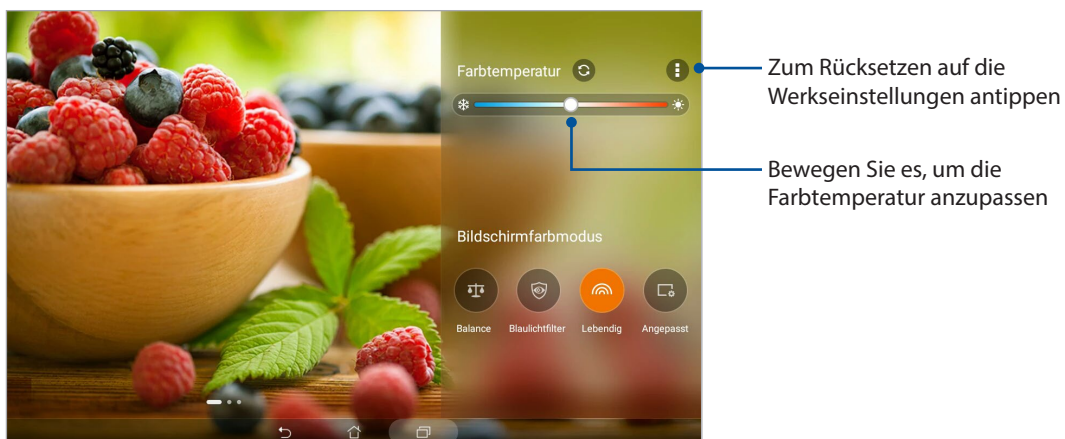 Farbtemperatur
Zum Rücksetzen auf die
Werkseinstellungen antippen
Bewegen Sie es, um die
Farbtemperatur anzupassen
Bildschirmfarbmodus
Balance Blaulichtfilter Lebendig Angepasst